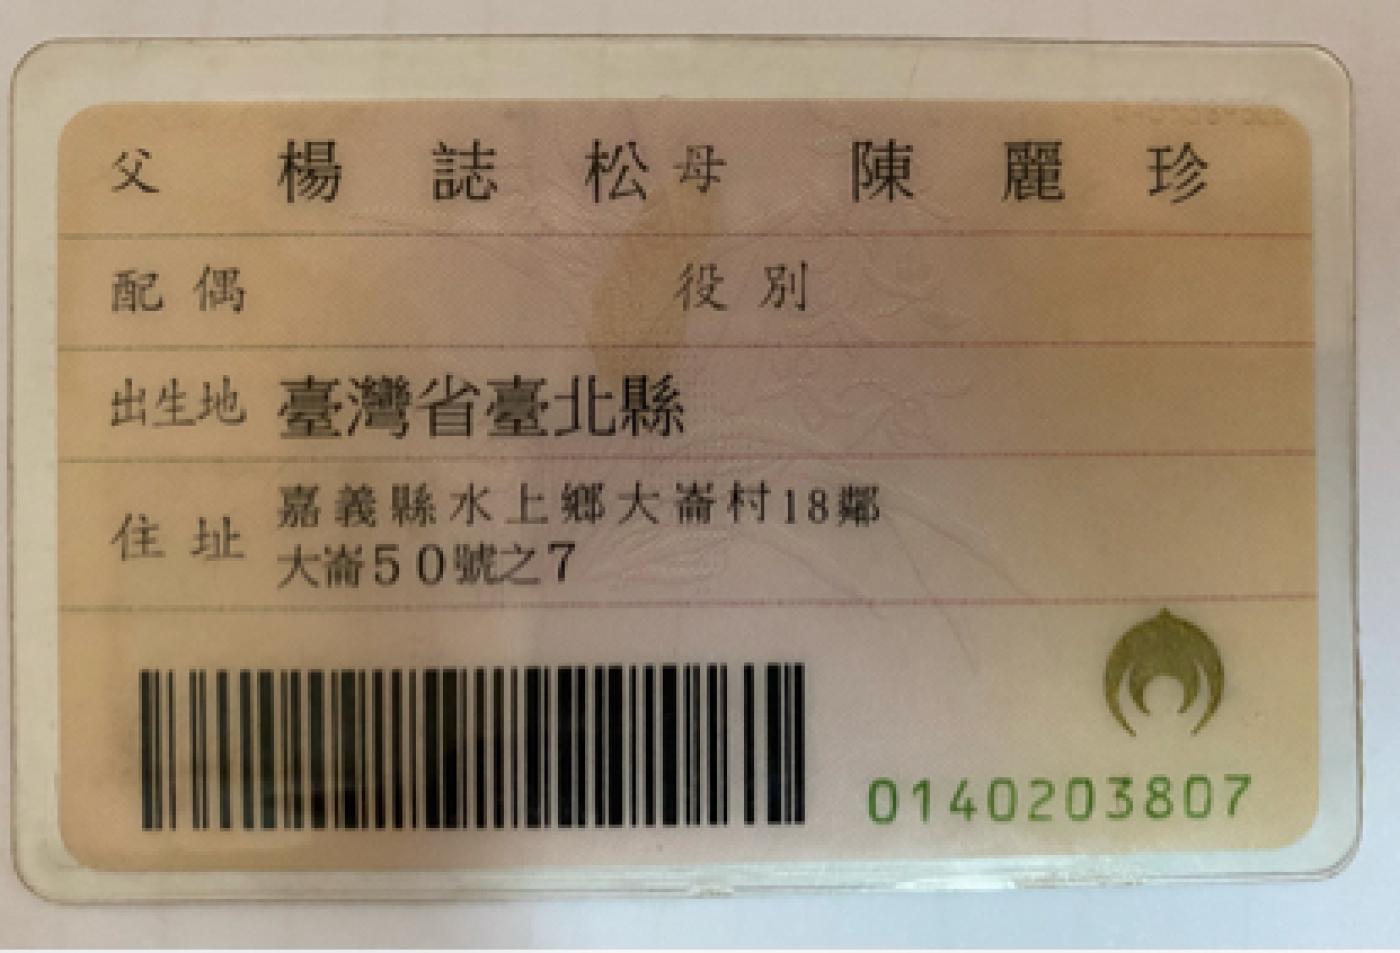 父 楊誌松 母 陳麗珍
配偶 役別
出生地 臺灣省臺北縣
住址 嘉義縣水上鄉大崙村18鄰
大崙50號之7
0140203807